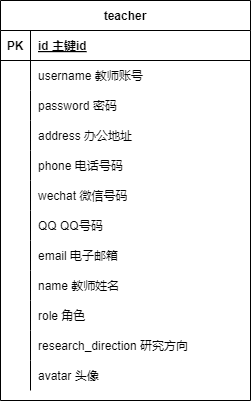 teacher
PK id 主键id
username 教师账号
password 密码
address 办公地址
phone 电话号码
wechat 微信号码
QQ QQ号码
email 电子邮箱
name 教师姓名
role 角色
research_direction 研究方向
avatar 头像